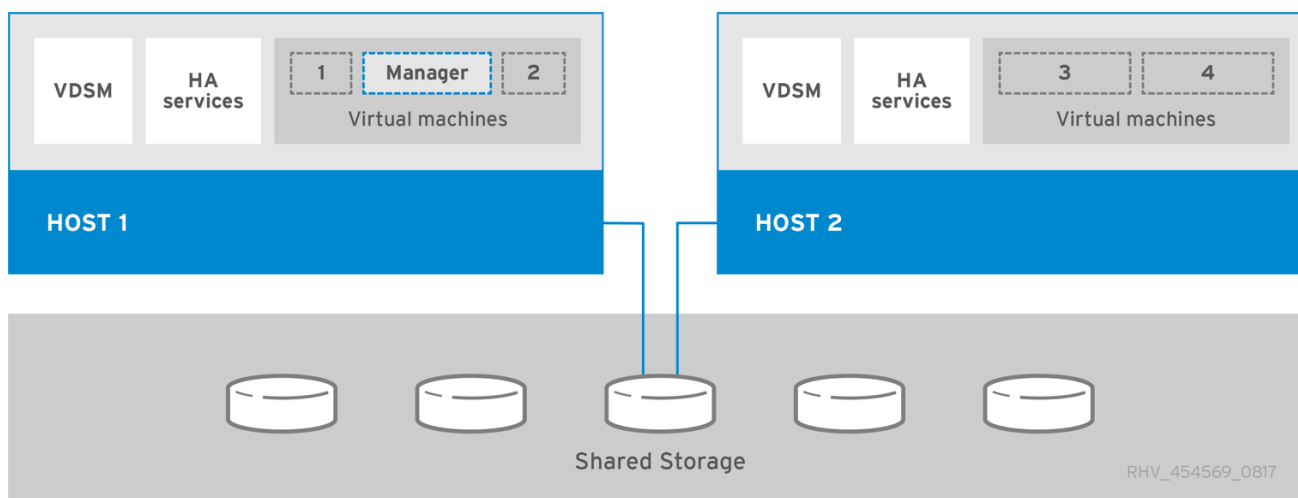 VDSM
HA
services
1
Manager
2
Virtual machines
HOST 1
VDSM
HA
services
3
4
Virtual machines
HOST 2
Shared Storage
RHV_454569_0817